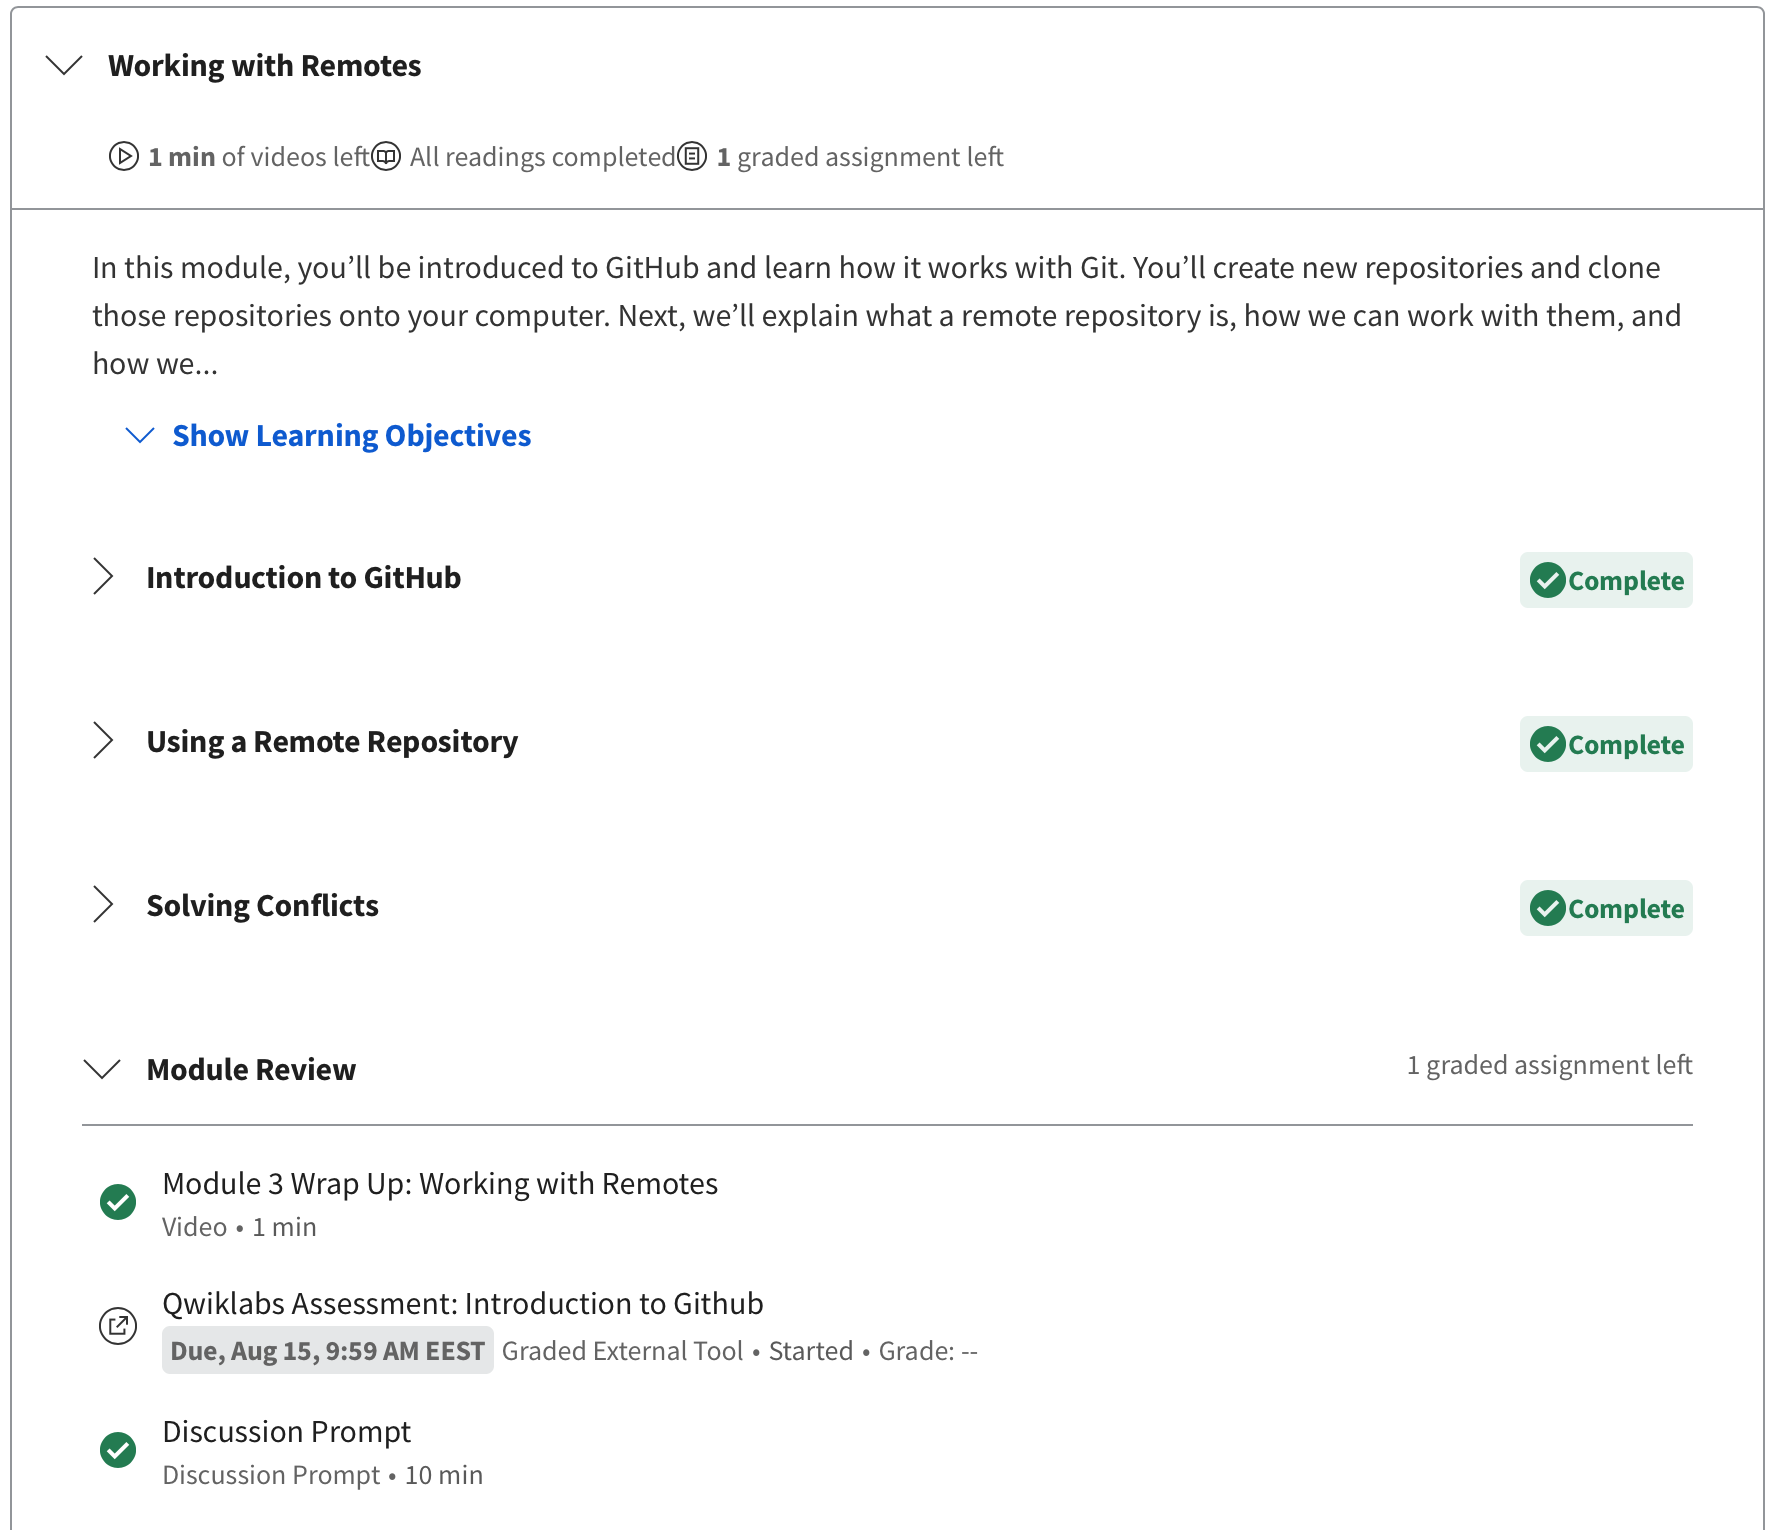 Working with Remotes
1 min of videos left All readings completed 1 graded assignment left
In this module, you’ll be introduced to GitHub and learn how it works with Git. You’ll create new repositories and clone
those repositories onto your computer. Next, we’ll explain what a remote repository is, how we can work with them, and
how we...
Show Learning Objectives
Introduction to GitHub Complete
Using a Remote Repository Complete
Solving Conflicts Complete
Module Review 1 graded assignment left
Module 3 Wrap Up: Working with Remotes
Video • 1 min
Qwiklabs Assessment: Introduction to Github
Due, Aug 15, 9:59 AM EEST Graded External Tool • Started • Grade: --
Discussion Prompt
Discussion Prompt • 10 min